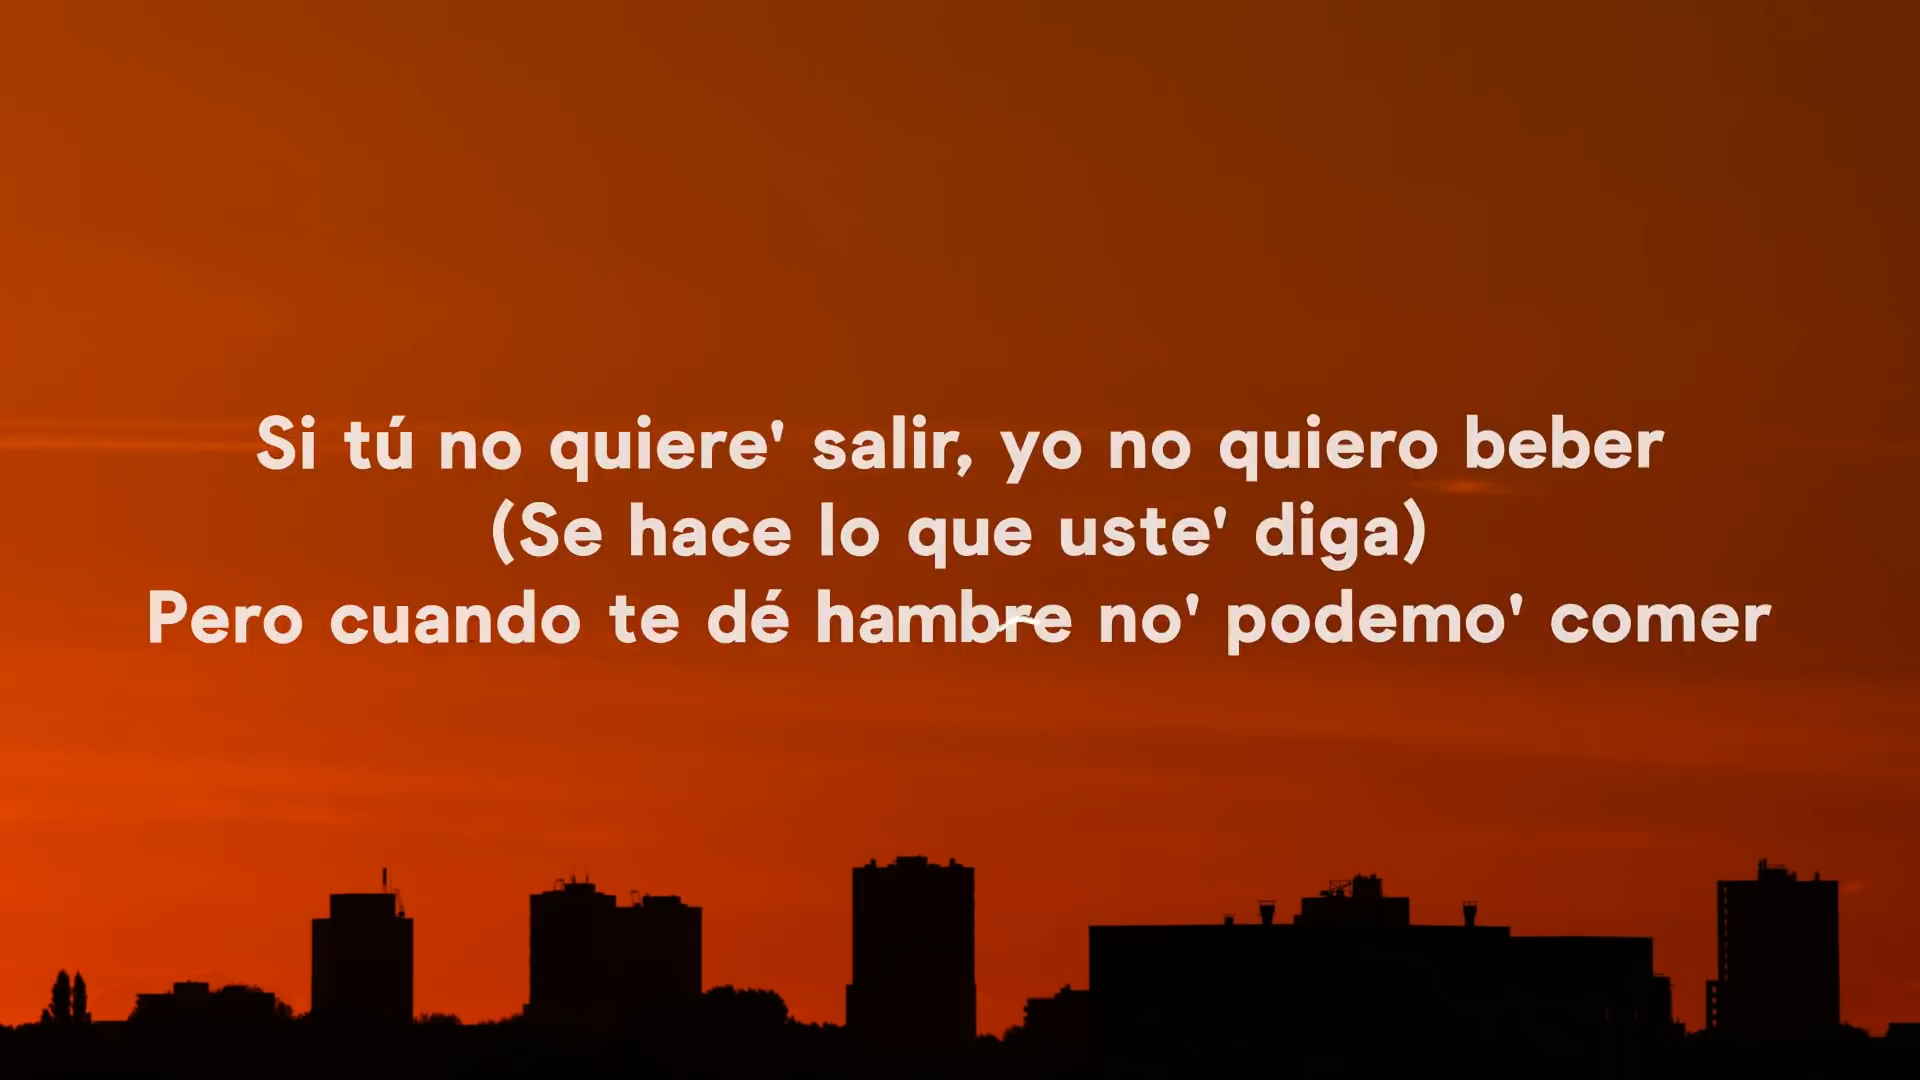 Si tú no quiere' salir, yo no quiero beber
(Se hace lo que uste' diga)
Pero cuando te dé hambre no' podemo' comer